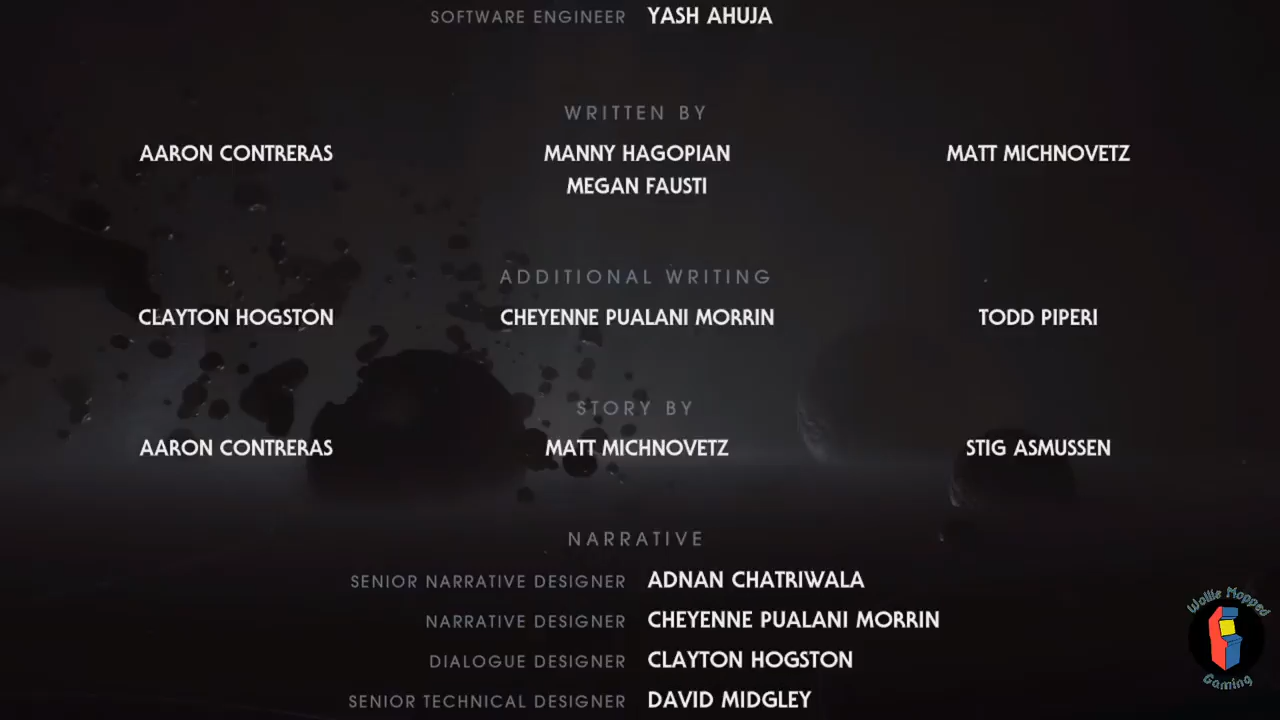 SOFTWARE ENGINEER YASH AHUJA
WRITTEN BY
AARON CONTRERAS MANNY HAGOPIAN MATT MICHNOVETZ
MEGAN FAUSTI
ADDITIONAL WRITING
CLAYTON HOGSTON CHEYENNE PUALANI MORRIN TODD PIPERI
STORY BY
AARON CONTRERAS MATT MICHNOVETZ STIG ASMUSSEN
NARRATIVE
SENIOR NARRATIVE DESIGNER ADNAN CHATRIWALA
NARRATIVE DESIGNER CHEYENNE PUALANI MORRIN
DIALOGUE DESIGNER CLAYTON HOGSTON
SENIOR TECHNICAL DESIGNER DAVID MIDGLEY
Wollie Mopped
Gaming